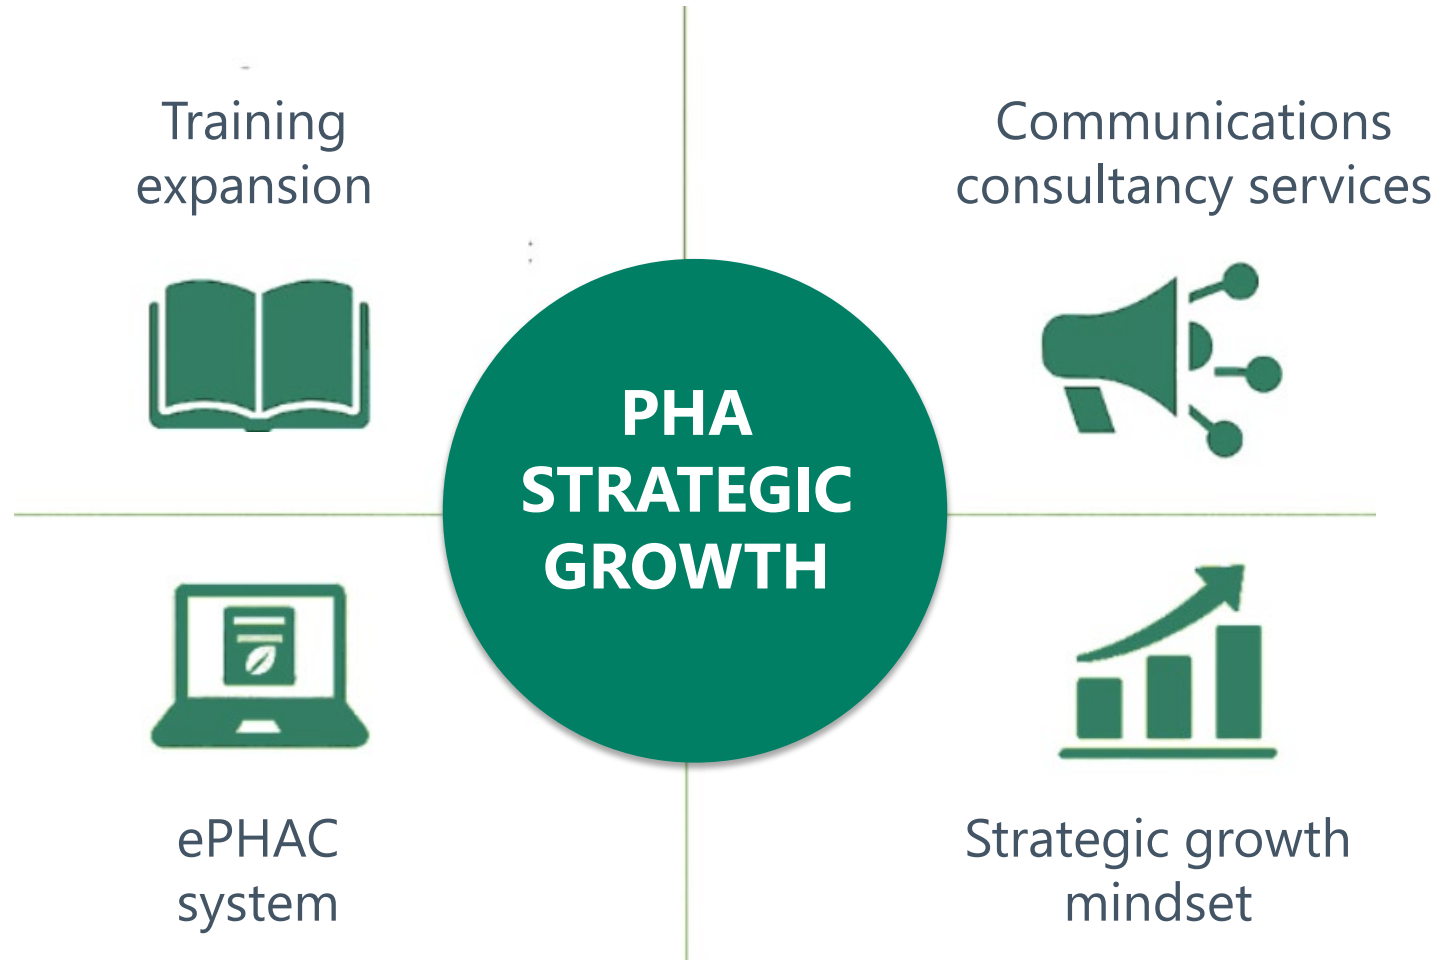 Training
expansion
Communications
consultancy services
PHA
STRATEGIC
GROWTH
ePHAC
system
Strategic growth
mindset